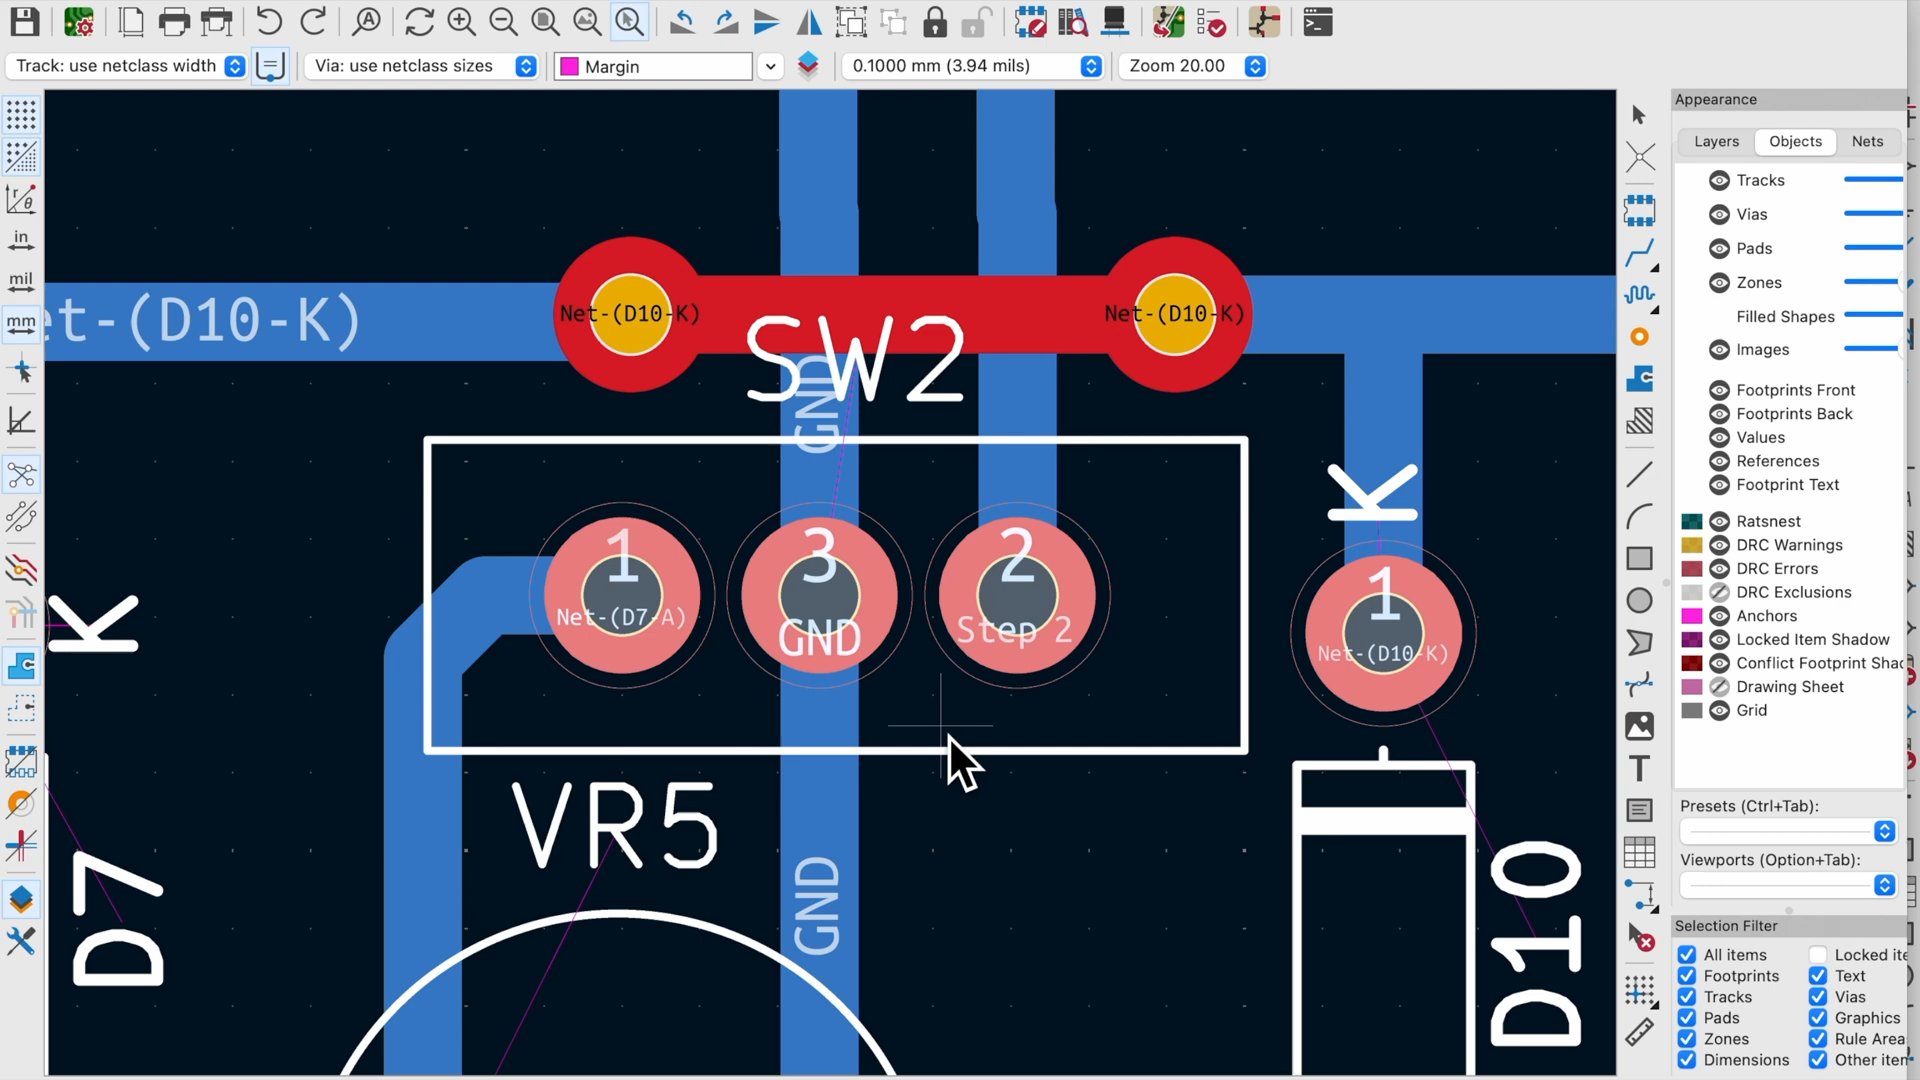 Track: use netclass width
Via: use netclass sizes
Margin
0.1000 mm (3.94 mils)
Zoom 20.00
in
mil
mm
et-(D10-K)
Net-(D10-K)
Net-(D10-K)
SW2
GND
K
1
Net-(D7-A)
3
GND
2
Step 2
1
Net-(D10-K)
K
VR5
GND
D7
D10
Appearance
Layers
Objects
Nets
Tracks
Vias
Pads
Zones
Filled Shapes
Images
Footprints Front
Footprints Back
Values
References
Footprint Text
Ratsnest
DRC Warnings
DRC Errors
DRC Exclusions
Anchors
Locked Item Shadow
Conflict Footprint Shad
Drawing Sheet
Grid
Presets (Ctrl+Tab):
Viewports (Option+Tab):
Selection Filter
All items
Locked ite
Footprints
Text
Tracks
Vias
Pads
Graphics
Zones
Rule Area
Dimensions
Other item